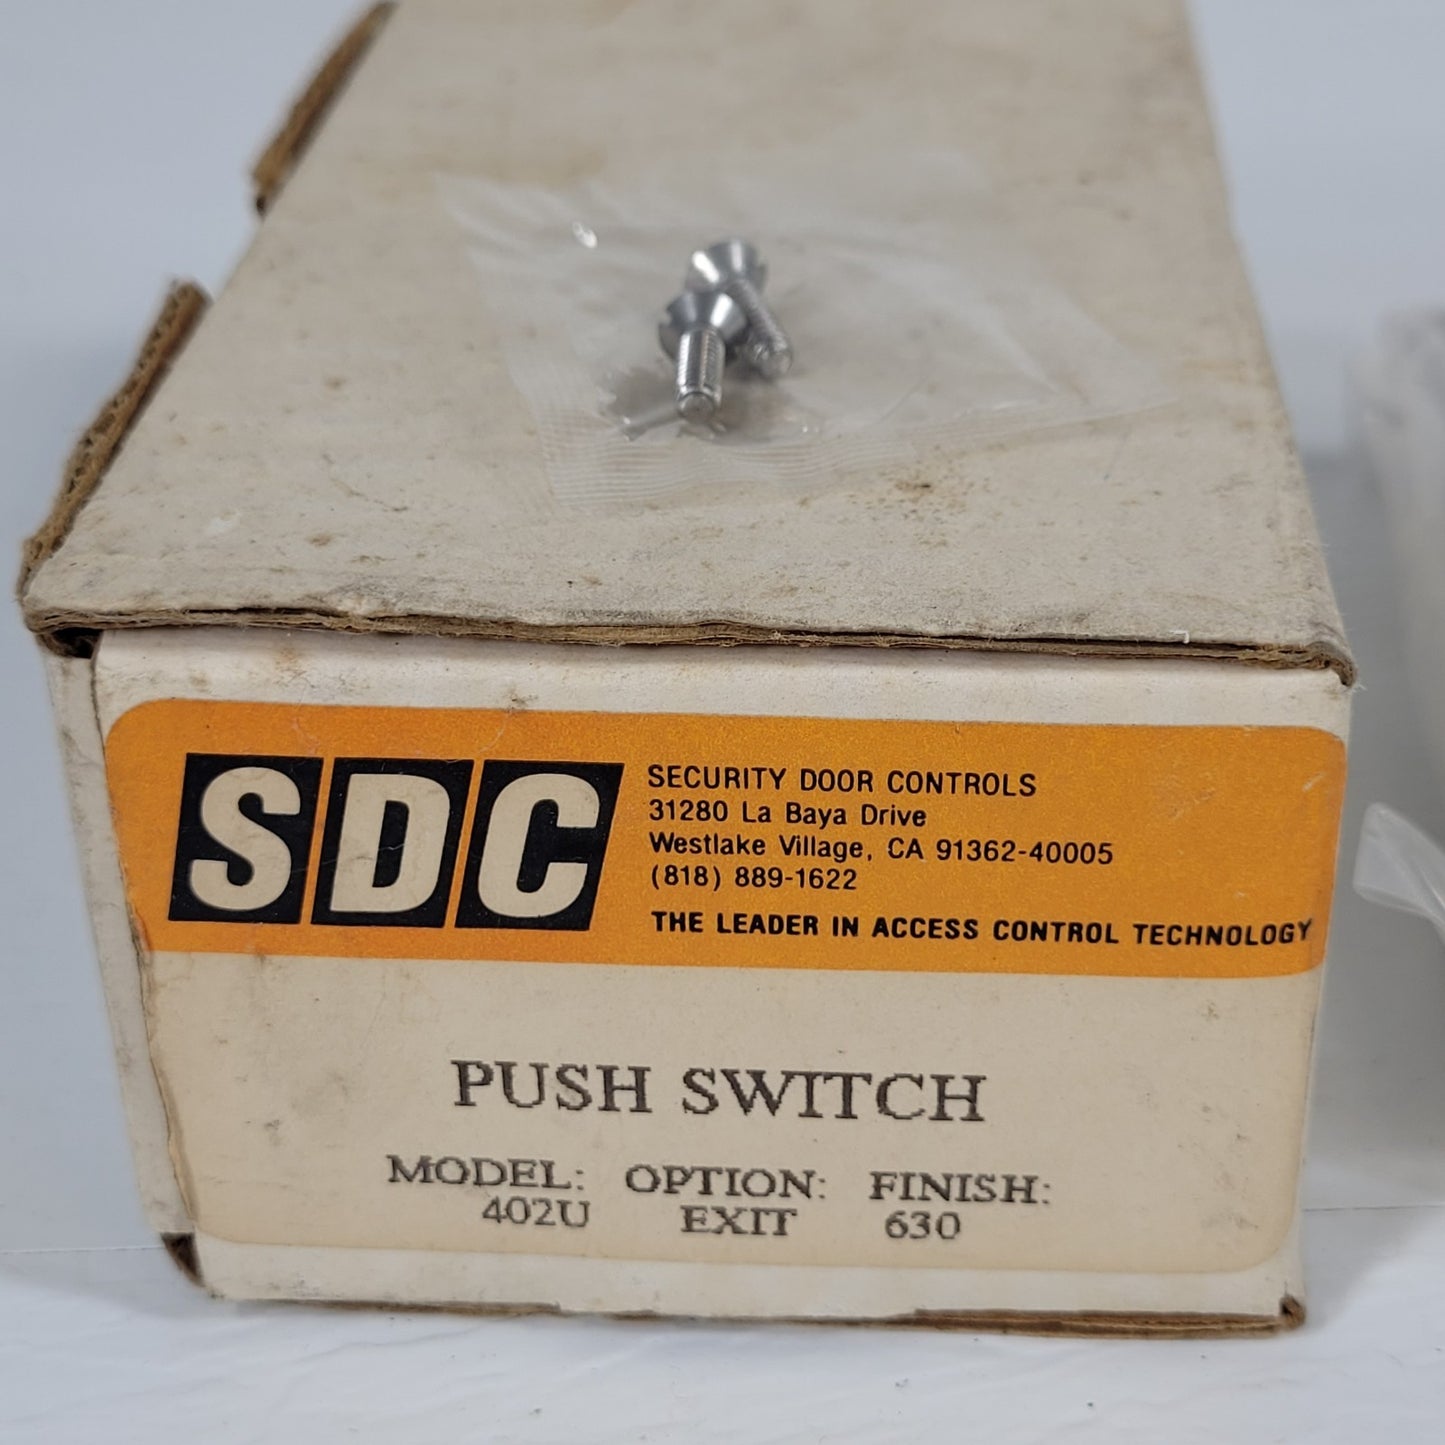 SDC
SECURITY DOOR CONTROLS
31280 La Baya Drive
Westlake Village, CA 91362-40005
(818) 889-1622
THE LEADER IN ACCESS CONTROL TECHNOLOGY
PUSH SWITCH
MODEL: OPTION: FINISH:
402U EXIT 630